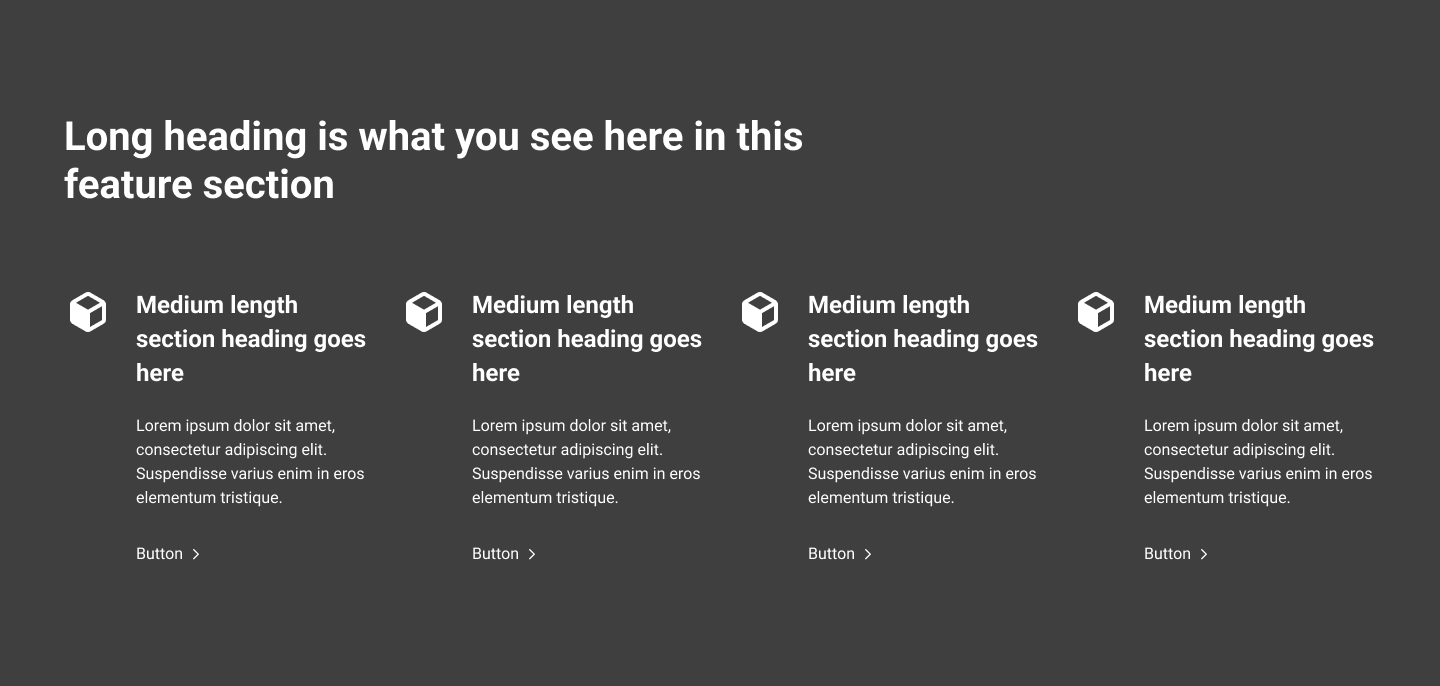 Long heading is what you see here in this
feature section
Medium length
section heading goes
here
Lorem ipsum dolor sit amet,
consectetur adipiscing elit.
Suspendisse varius enim in eros
elementum tristique.
Button
Medium length
section heading goes
here
Lorem ipsum dolor sit amet,
consectetur adipiscing elit.
Suspendisse varius enim in eros
elementum tristique.
Button
Medium length
section heading goes
here
Lorem ipsum dolor sit amet,
consectetur adipiscing elit.
Suspendisse varius enim in eros
elementum tristique.
Button
Medium length
section heading goes
here
Lorem ipsum dolor sit amet,
consectetur adipiscing elit.
Suspendisse varius enim in eros
elementum tristique.
Button